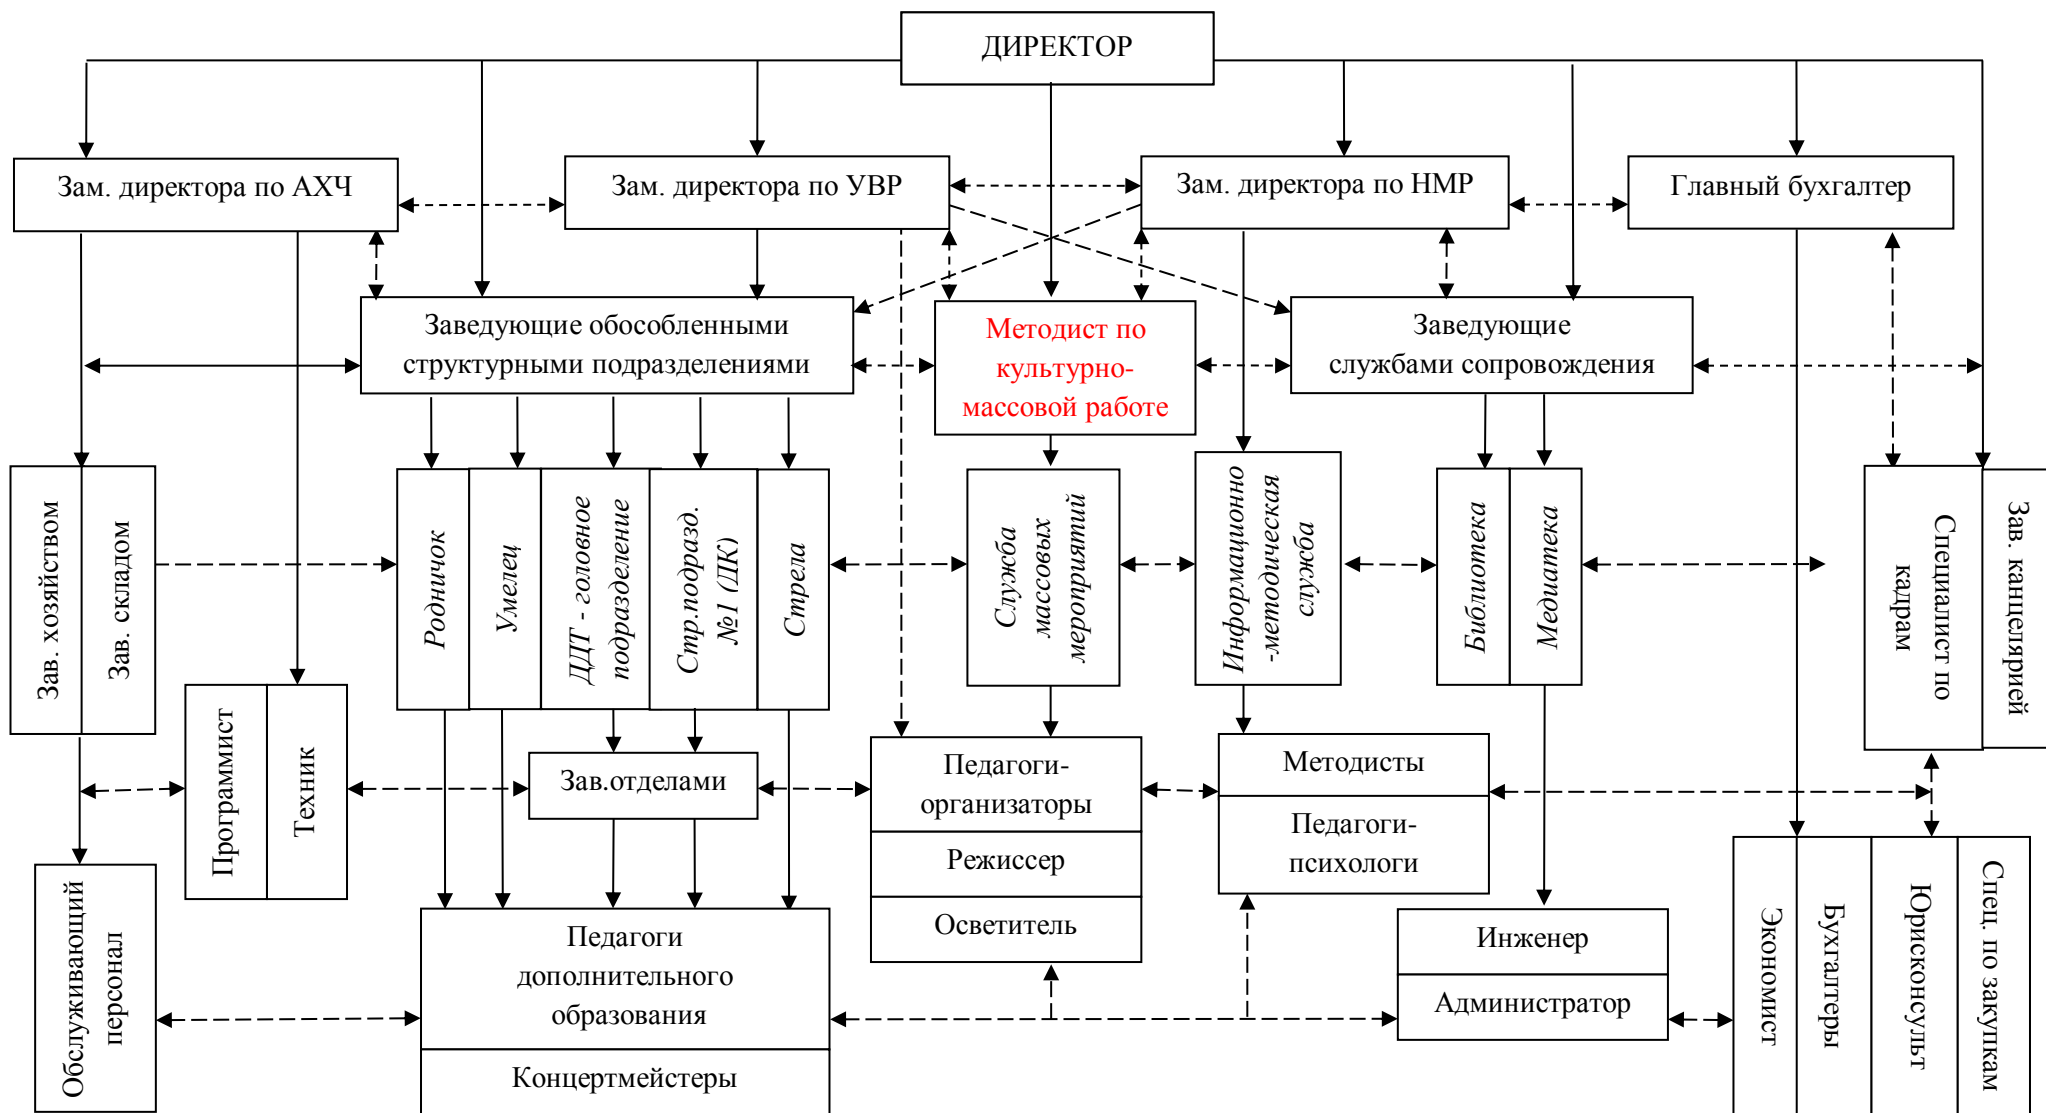 ДИРЕКТОР
Зам. директора по АХЧ
Зам. директора по УВР
Зам. директора по НМР
Главный бухгалтер
Заведующие обособленными
структурными подразделениями
Методист по
культурно-
массовой работе
Заведующие
службами сопровождения
Зав. хозяйством
Зав. складом
Родничок
Умелец
ДДТ - головное
подразделение
Стр.подразд.
№1 (ДК)
Стрела
Служба
массовых
мероприятий
Информационно
-методическая
служба
Библиотека
Медиатека
Специалист по
кадрам
Зав. канцелярией
Программист
Техник
Зав.отделами
Педагоги-
организаторы
Режиссер
Осветитель
Методисты
Педагоги-
психологи
Обслуживающий
персонал
Педагоги
дополнительного
образования
Концертмейстеры
Инженер
Администратор
Экономист
Бухгалтеры
Юрисконсульт
Спец. по закупкам